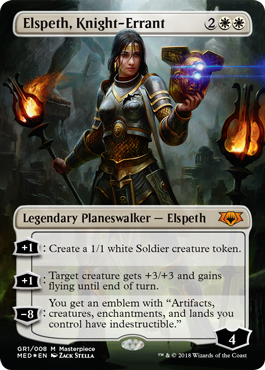 Elspeth, Knight-Errant 2
Legendary Planeswalker — Elspeth
+1: Create a 1/1 white Soldier creature token.
+1: Target creature gets +3/+3 and gains
flying until end of turn.
You get an emblem with “Artifacts,
−8: creatures, enchantments, and lands you
control have indestructible.”
4
GR1/008 M Masterpiece
MED EN Zack Stella ™ & © 2018 Wizards of the Coast